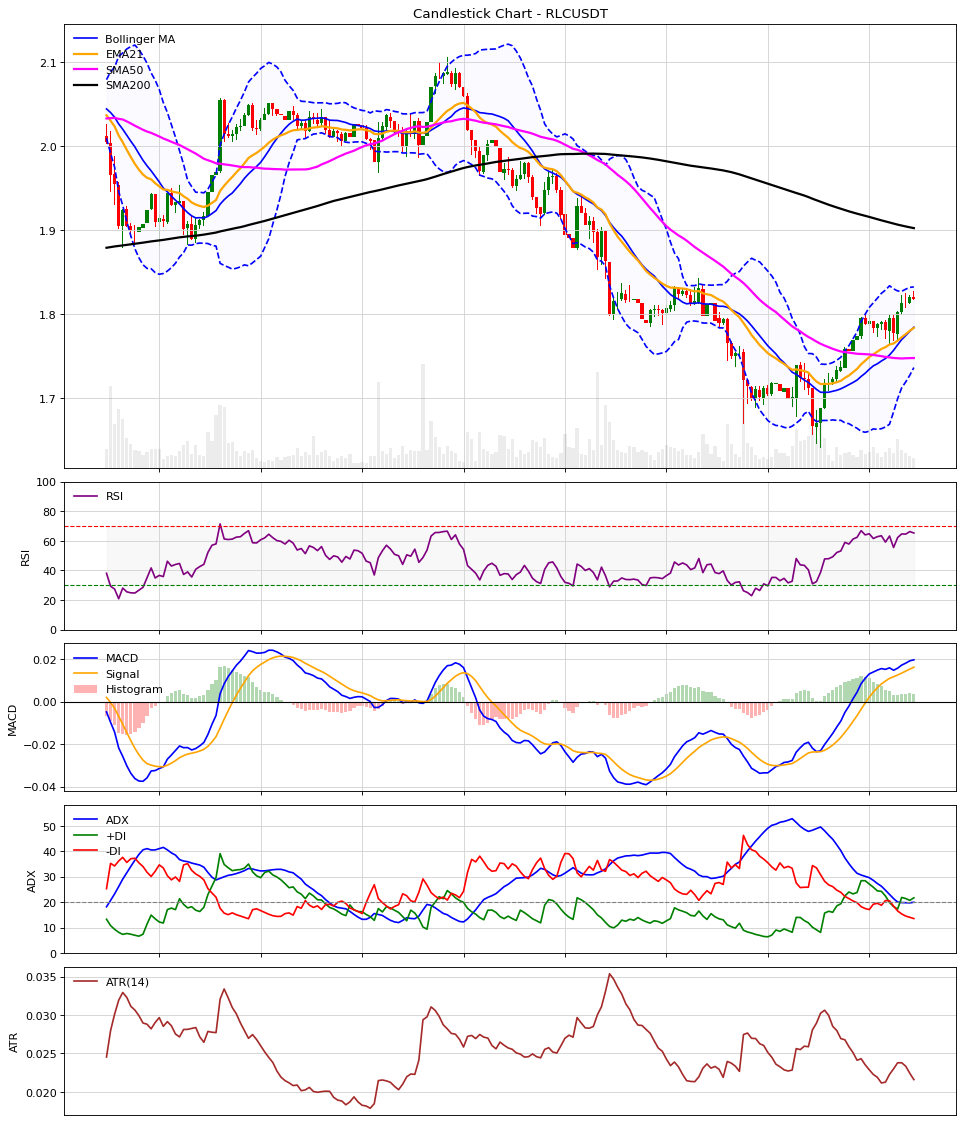 Candlestick Chart - RLCUSDT
Bollinger MA
EMA21
SMA50
SMA200
2.1
2.0
1.9
1.8
1.7
RSI
RSI
100
80
60
40
20
0
MACD
Signal
Histogram
MACD
0.02
0.00
−0.02
−0.04
ADX
+DI
-DI
ADX
50
40
30
20
10
0
ATR(14)
ATR
0.035
0.030
0.025
0.020